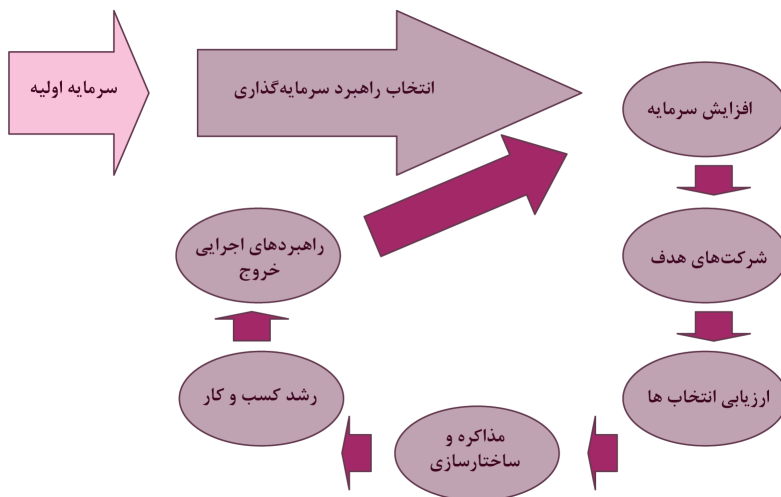 سرمایه اولیه
انتخاب راهبرد سرمایه‌گذاری
افزایش سرمایه
شرکت‌های هدف
ارزیابی انتخاب ها
مذاکره و
ساختارسازی
رشد کسب و کار
راهبردهای اجرایی
خروج